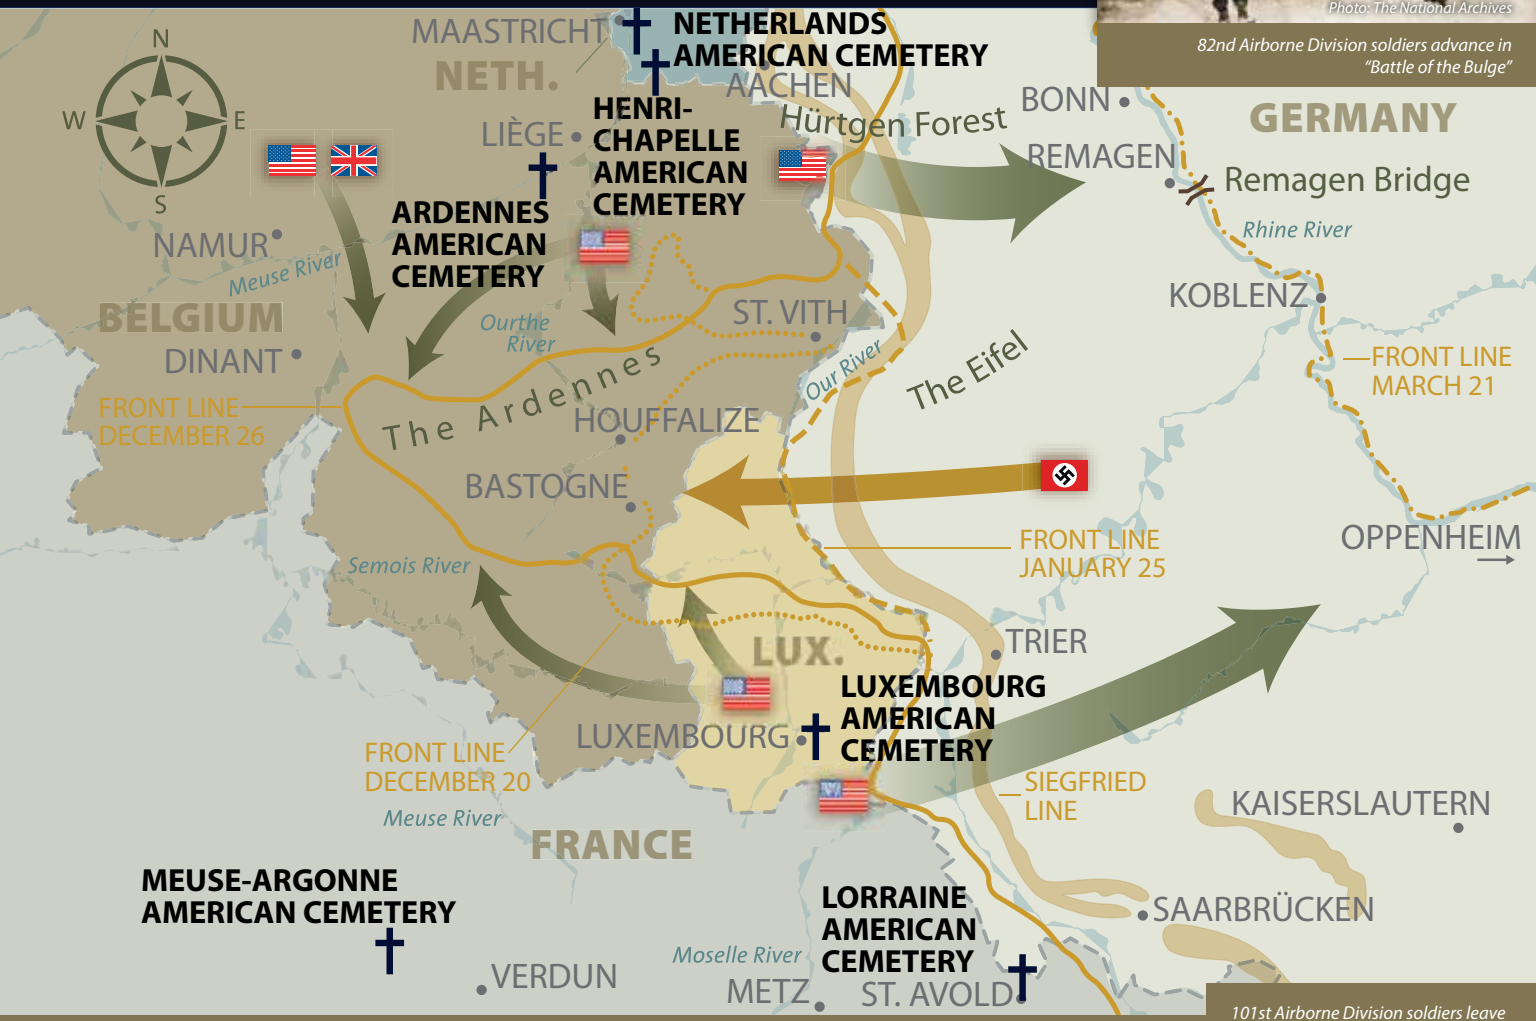 Photo: The National Archives
82nd Airborne Division soldiers advance in
“Battle of the Bulge”
MAASTRICHT
NETHERLANDS
AMERICAN CEMETERY
NETH.
AACHEN
BONN
GERMANY
N
W
E
S
LIÈGE
HENRI-
CHAPELLE
AMERICAN
CEMETERY
Hürtgen Forest
REMAGEN
Remagen Bridge
Rhine River
ARDENNES
AMERICAN
CEMETERY
NAMUR
Meuse River
BELGIUM
DINANT
Ourthe
River
ST. VITH
Our River
The Eifel
KOBLENZ
FRONT LINE
MARCH 21
FRONT LINE
DECEMBER 26
The Ardennes
HOUFFALIZE
BASTOGNE
FRONT LINE
JANUARY 25
OPPENHEIM
Semois River
TRIER
LUX.
LUXEMBOURG
AMERICAN
CEMETERY
LUXEMBOURG
FRONT LINE
DECEMBER 20
SIEGFRIED
LINE
Meuse River
FRANCE
KAISERSLAUTERN
MEUSE-ARGONNE
AMERICAN CEMETERY
LORRAINE
AMERICAN
CEMETERY
SAARBRÜCKEN
Moselle River
VERDUN
METZ
ST. AVOLD
101st Airborne Division soldiers leave